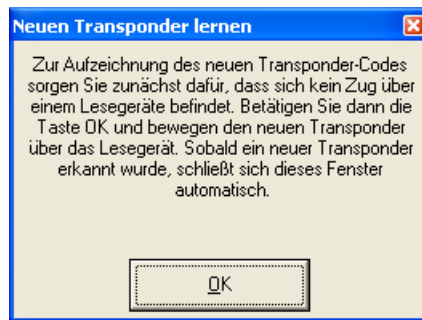 Neuen Transponder lernen
Zur Aufzeichnung des neuen Transponder-Codes
sorgen Sie zunächst dafür, dass sich kein Zug über
einem Lesegeräte befindet. Betätigen Sie dann die
Taste OK und bewegen den neuen Transponder
über das Lesegerät. Sobald ein neuer Transponder
erkannt wurde, schließt sich dieses Fenster
automatisch.
OK